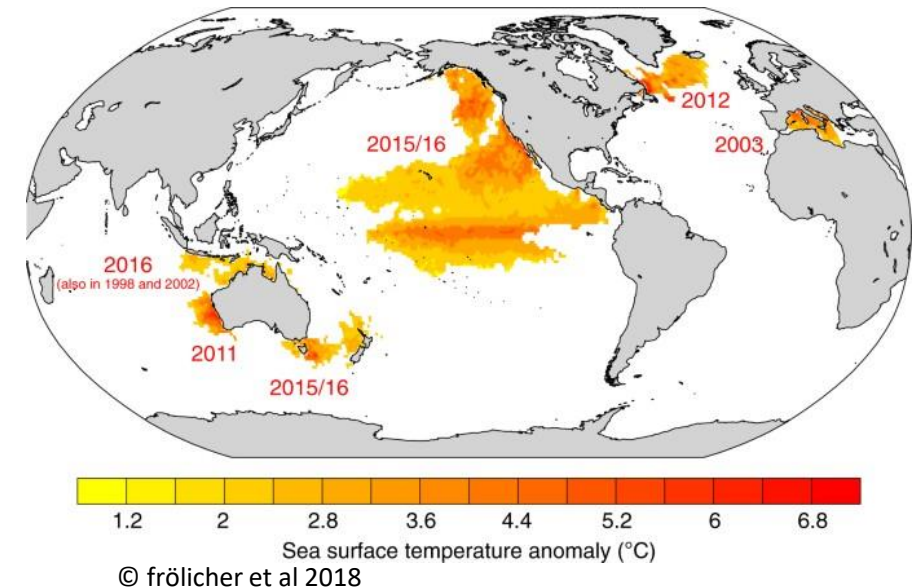 2012
2015/16
2003
2016
(also in 1998 and 2002)
2011
2015/16
1.2 2 2.8 3.6 4.4 5.2 6 6.8
Sea surface temperature anomaly (°C)
© frölicher et al 2018